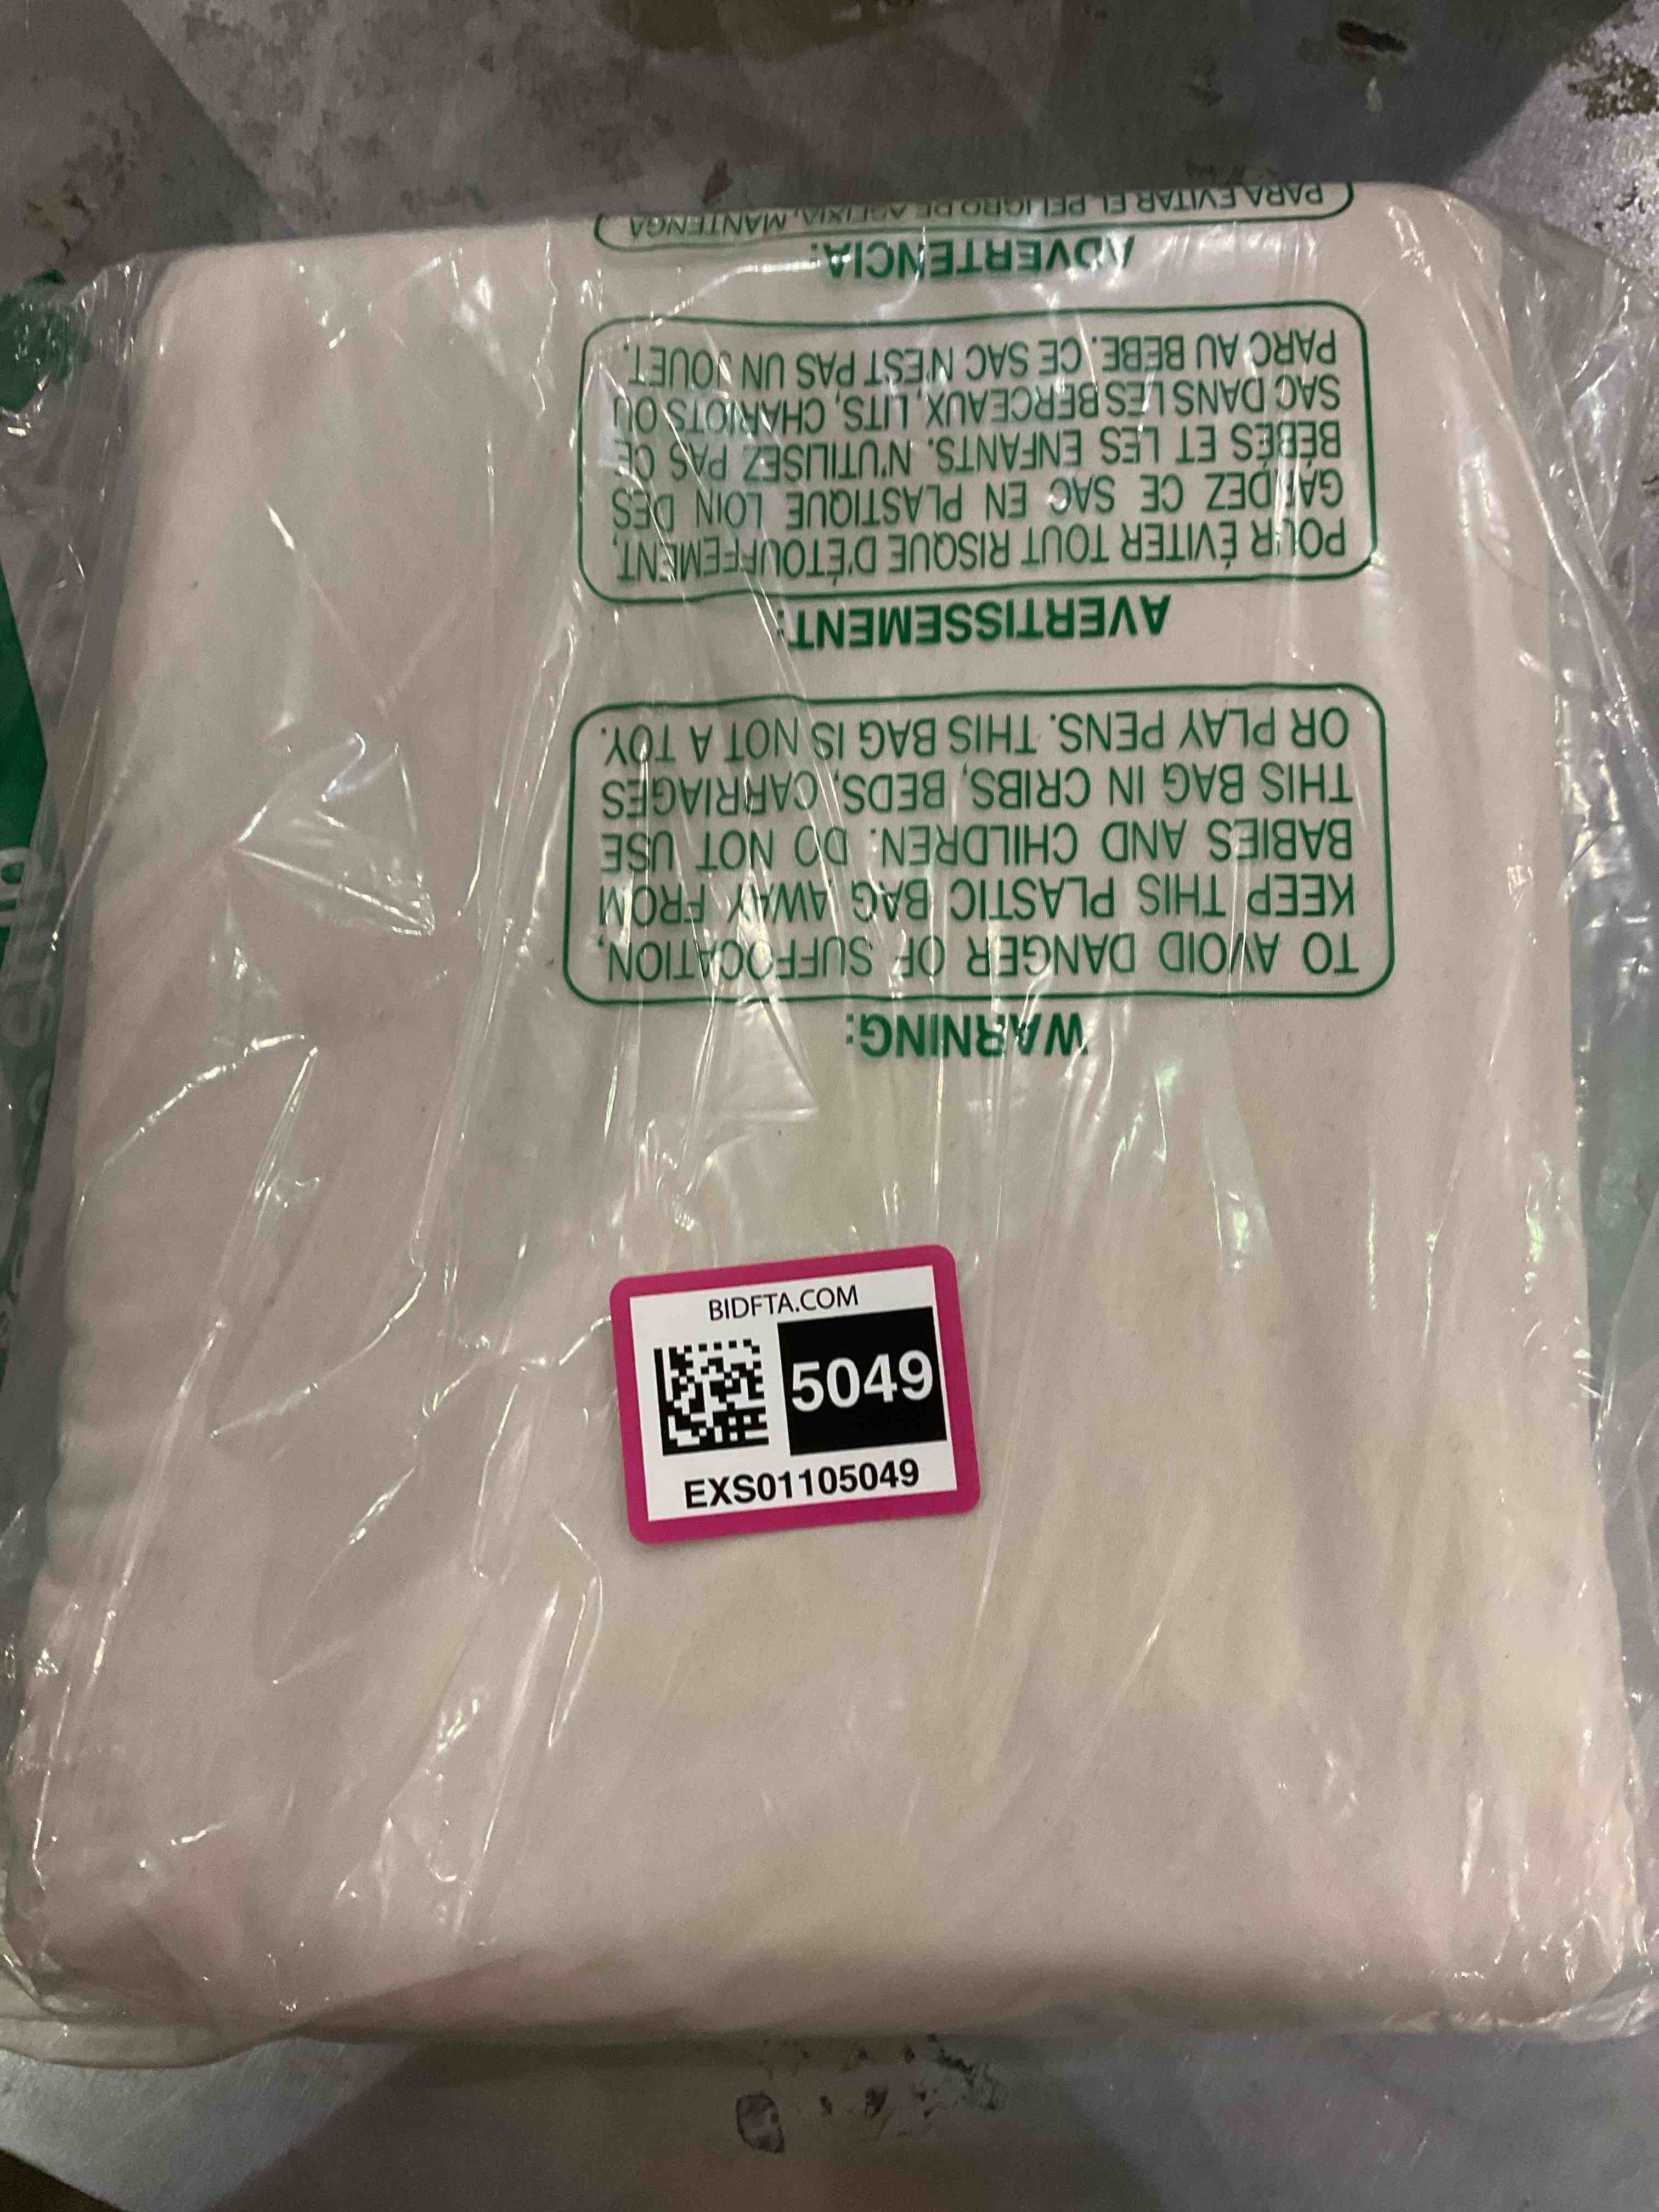 WARNING:
TO AVOID DANGER OF SUFFOCATION,
KEEP THIS PLASTIC BAG AWAY FROM
BABIES AND CHILDREN. DO NOT USE
THIS BAG IN CRIBS, BEDS, CARRIAGES
OR PLAY PENS. THIS BAG IS NOT A TOY.
AVERTISSEMENT:
POUR ÉVITER TOUT RISQUE D'ÉTOUFFEMENT,
GARDEZ CE SAC EN PLASTIQUE LOIN DES
BÉBÉS ET LES ENFANTS. N'UTILISEZ PAS CE
SAC DANS LES BERCEAUX, LITS, CHARIOTS OU
PARC AU BEBE. CE SAC N'EST PAS UN JOUET.
ADVERTENCIA:
PARA EVITAR EL PELIGRO DE ASFIXIA, MANTENGA
BIDFTA.COM
5049
EXS01105049